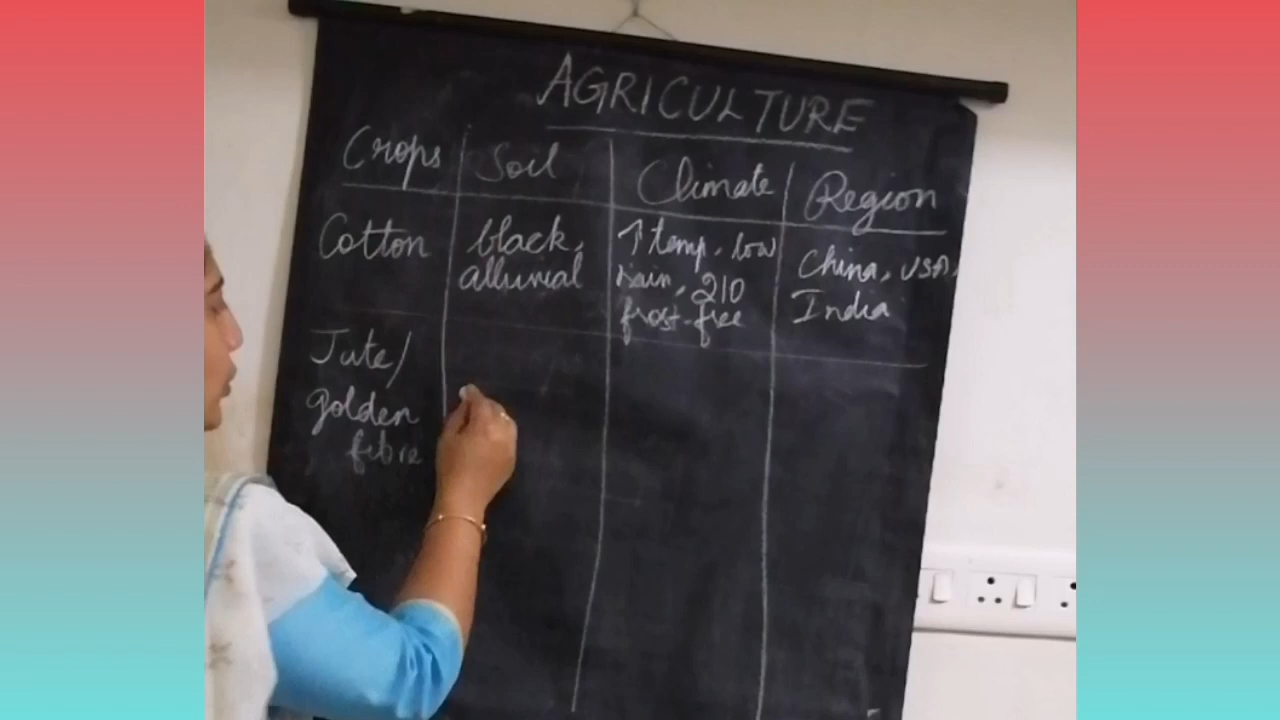 AGRICULTURE
Crops Soil Climate Region
Cotton black, ↑ temp, low China, USA,
alluvial rain, 210 India
frost-free
Jute/
golden
fibre